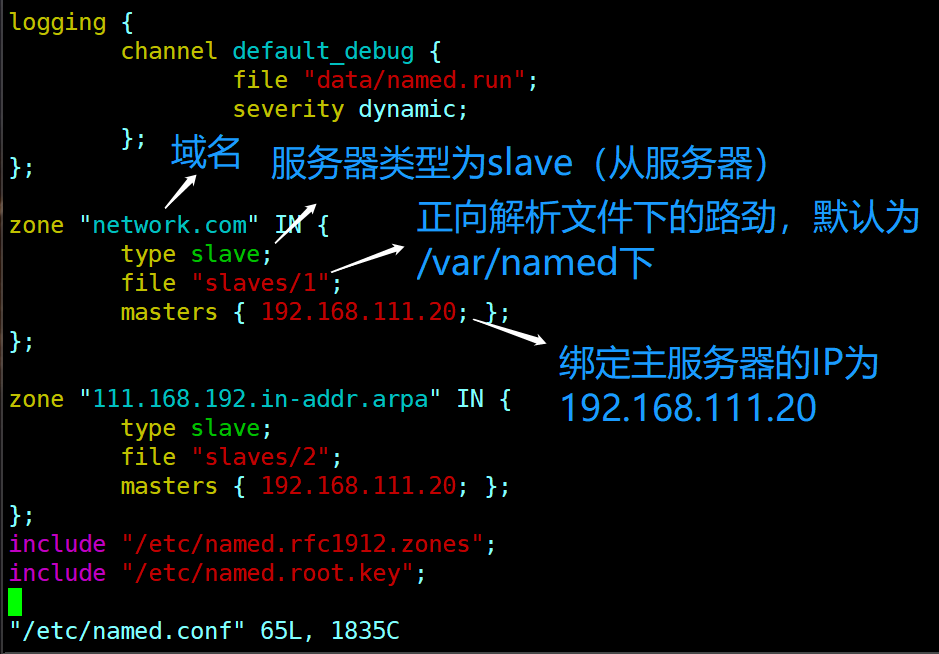 logging {
channel default_debug {
file "data/named.run";
severity dynamic;
};
域名
服务器类型为slave（从服务器）
};
正向解析文件下的路劲，默认为
/var/named下
zone "network.com" IN {
type slave;
file "slaves/1";
masters { 192.168.111.20; };
};
绑定主服务器的IP为
192.168.111.20
zone "111.168.192.in-addr.arpa" IN {
type slave;
file "slaves/2";
masters { 192.168.111.20; };
};
include "/etc/named.rfc1912.zones";
include "/etc/named.root.key";
"/etc/named.conf" 65L, 1835C